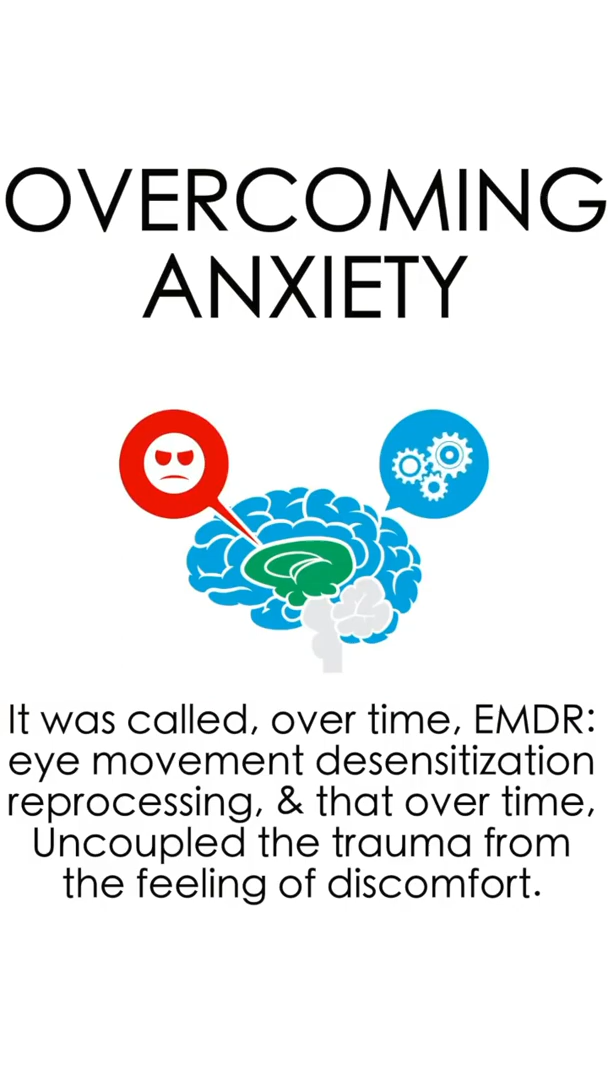 OVERCOMING
ANXIETY
It was called, over time, EMDR:
eye movement desensitization
reprocessing, & that over time,
Uncoupled the trauma from
the feeling of discomfort.